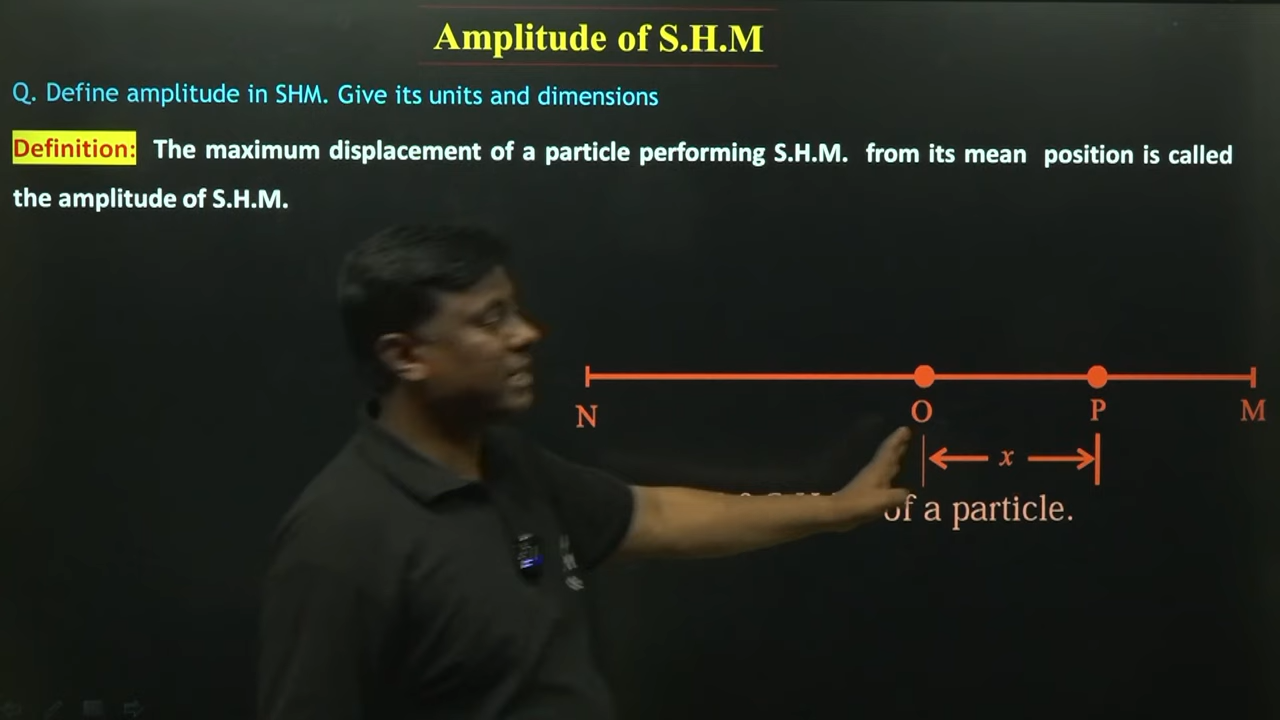 Amplitude of S.H.M
Q. Define amplitude in SHM. Give its units and dimensions
Definition: The maximum displacement of a particle performing S.H.M. from its mean position is called
the amplitude of S.H.M.
N O P M
x
of a particle.